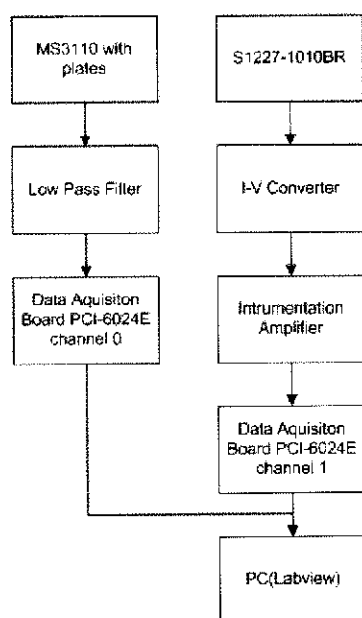 MS3110 with
plates
Low Pass Filter
Data Aquisiton
Board PCI-6024E
channel 0
S1227-1010BR
I-V Converter
Intrumentation
Amplifier
Data Aquisiton
Board PCI-6024E
channel 1
PC(Labview)